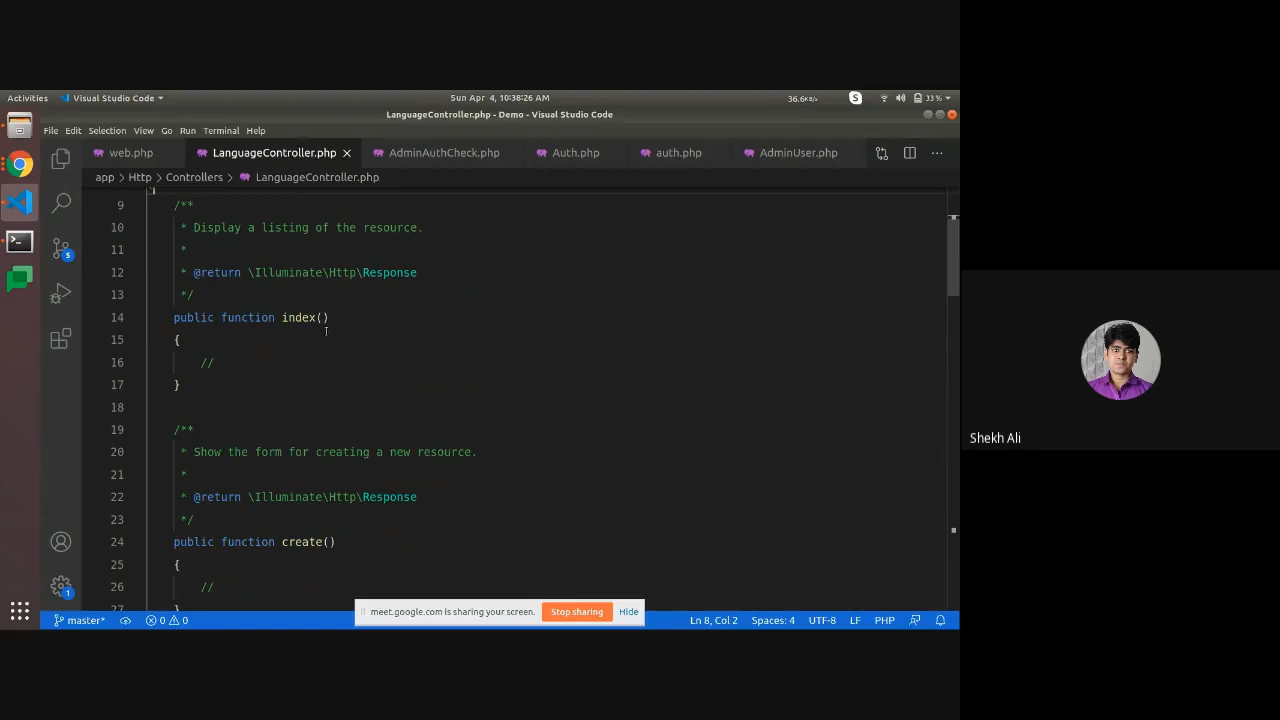 Activities Visual Studio Code Sun Apr 4, 10:38:26 AM 36.6KB/s S 33%
LanguageController.php - Demo - Visual Studio Code
File Edit Selection View Go Run Terminal Help
web.php LanguageController.php AdminAuthCheck.php Auth.php auth.php AdminUser.php
app > Http > Controllers > LanguageController.php
9 /**
10 * Display a listing of the resource.
11 *
12 * @return \Illuminate\Http\Response
13 */
14 public function index()
15 {
16 //
17 }
18
19 /**
20 * Show the form for creating a new resource.
21 *
22 * @return \Illuminate\Http\Response
23 */
24 public function create()
25 {
26 //
27 }
5
1
meet.google.com is sharing your screen. Stop sharing Hide
master* 0 0 Ln 8, Col 2 Spaces: 4 UTF-8 LF PHP
Shekh Ali